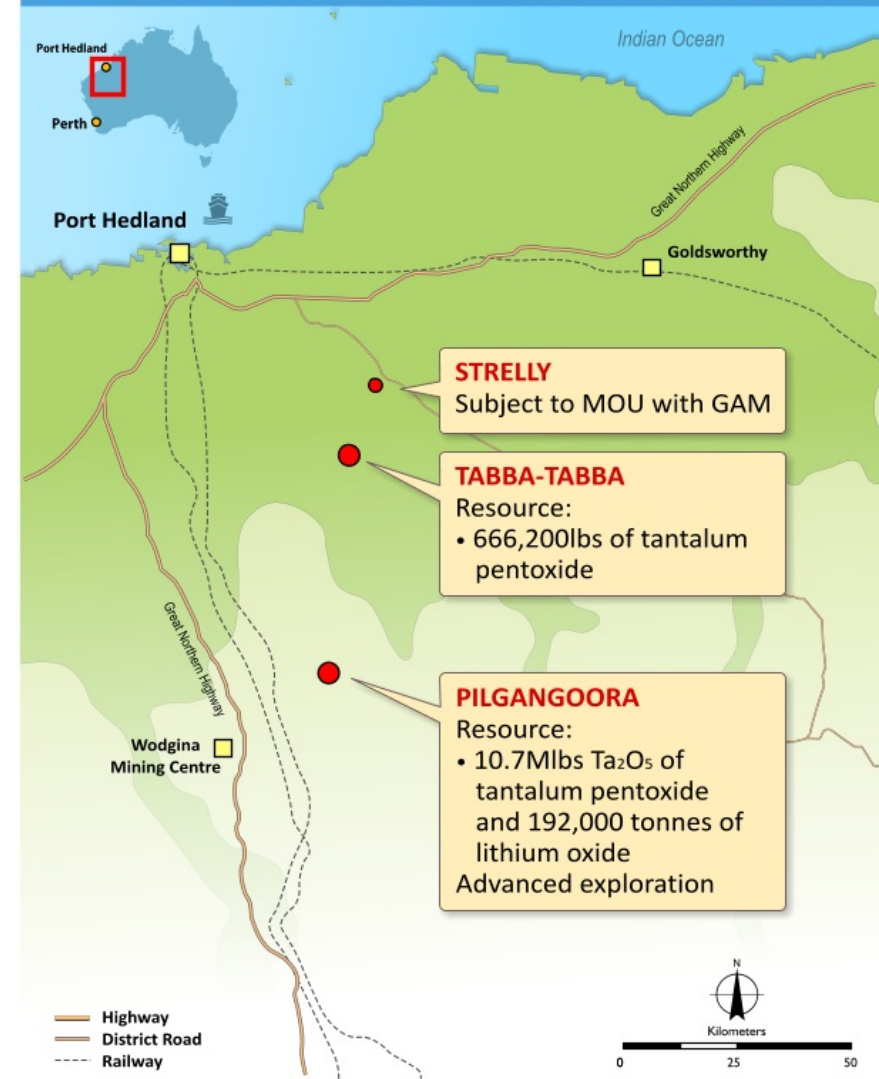 Indian Ocean
Port Hedland
Perth
Port Hedland
Great Northern Highway
Goldsworthy
STRELLY
Subject to MOU with GAM
TABBA-TABBA
Resource:
• 666,200lbs of tantalum
pentoxide
Great Northern Highway
PILGANGOORA
Resource:
• 10.7Mlbs Ta₂O₅ of
tantalum pentoxide
and 192,000 tonnes of
lithium oxide
Advanced exploration
Wodgina
Mining Centre
Highway
District Road
Railway
N
Kilometers
0 25 50